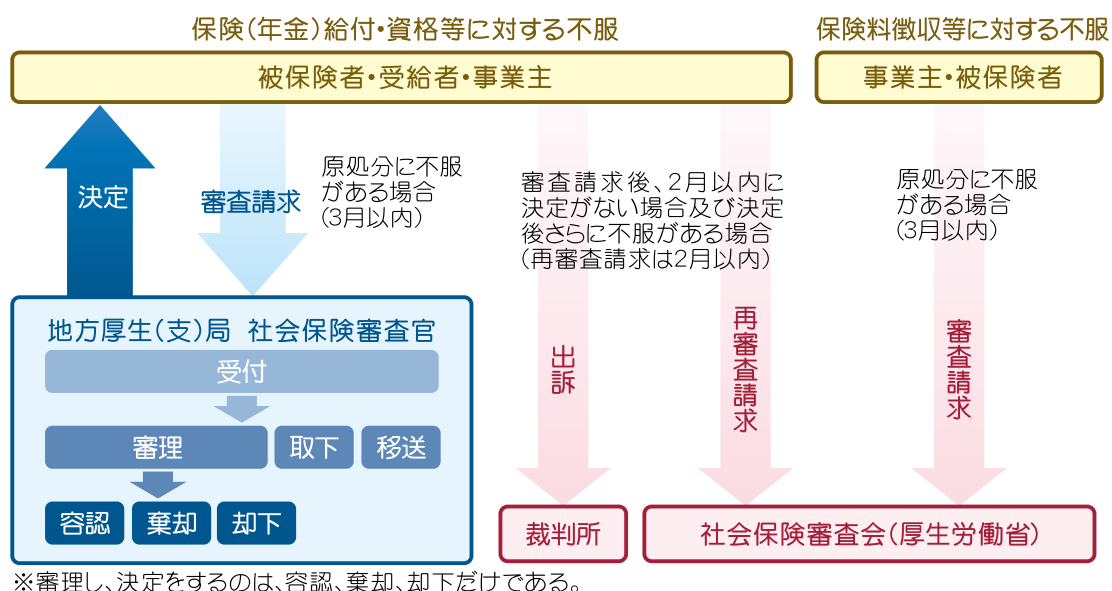 保険(年金)給付・資格等に対する不服
保険料徴収等に対する不服
被保険者・受給者・事業主
事業主・被保険者
決定
審査請求
原処分に不服
がある場合
(3月以内)
審査請求後、2月以内に
決定がない場合及び決定
後さらに不服がある場合
(再審査請求は2月以内)
原処分に不服
がある場合
(3月以内)
地方厚生(支)局 社会保険審査官
受付
審理
取下
移送
容認
棄却
却下
出訴
再審査請求
審査請求
裁判所
社会保険審査会(厚生労働省)
※審理し、決定をするのは、容認、棄却、却下だけである。